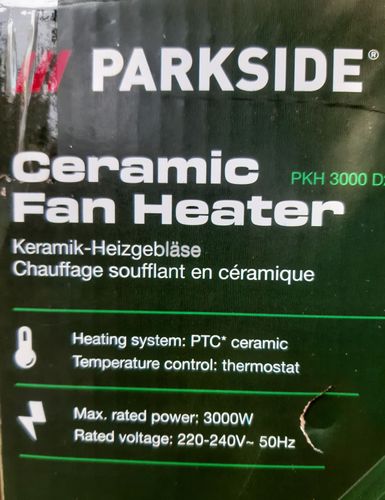 PARKSIDE®
Ceramic
PKH 3000 D
Fan Heater
Keramik-Heizgebläse
Chauffage soufflant en céramique
Heating system: PTC* ceramic
Temperature control: thermostat
Max. rated power: 3000W
Rated voltage: 220-240V~ 50Hz